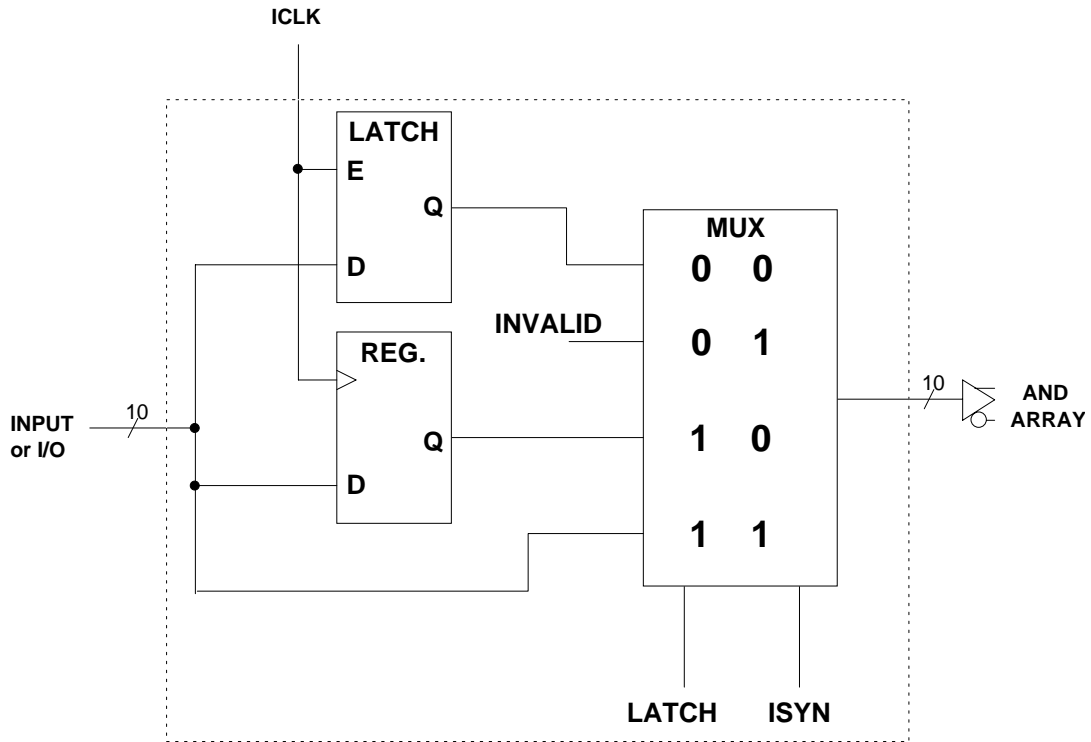 ICLK
LATCH
E
Q
D
MUX
0 0
INVALID
0 1
REG.
10
INPUT
or I/O
Q
1 0
D
10
AND
ARRAY
1 1
LATCH
ISYN